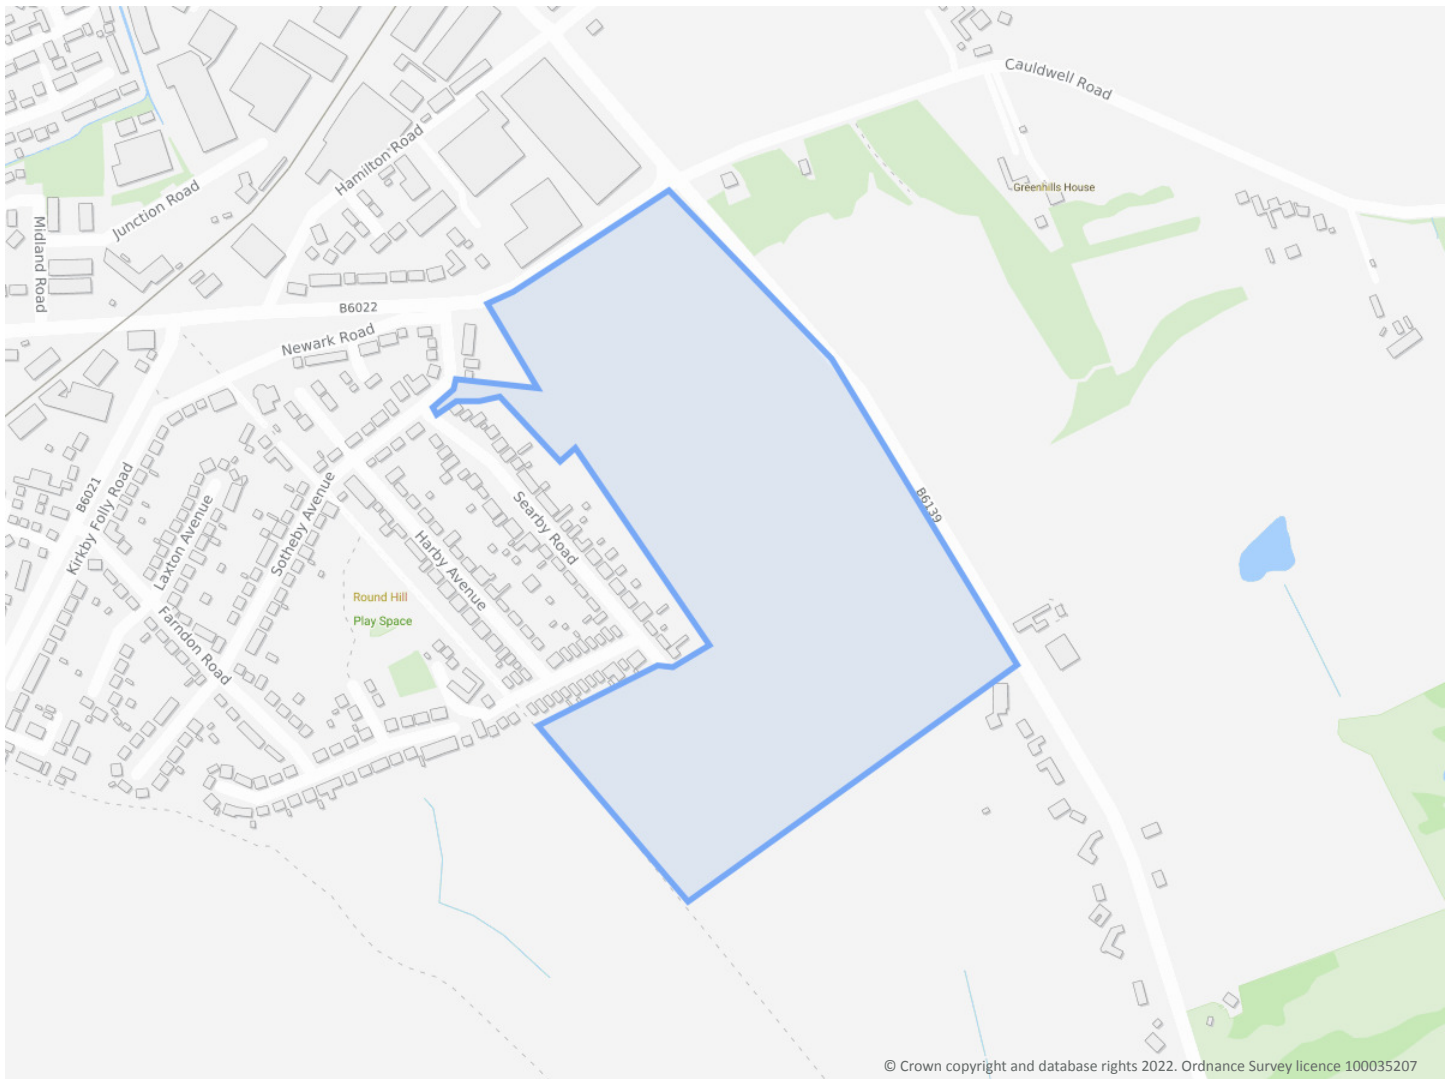 Cauldwell Road
Hamilton Road
Junction Road
Greenhills House
Midland Road
B6022
Newark Road
B6021
Kirkby Folly Road
Laxton Avenue
Sotheby Avenue
Searby Road
B6139
Harby Avenue
Round Hill
Play Space
Farndon Road
© Crown copyright and database rights 2022. Ordnance Survey licence 100035207